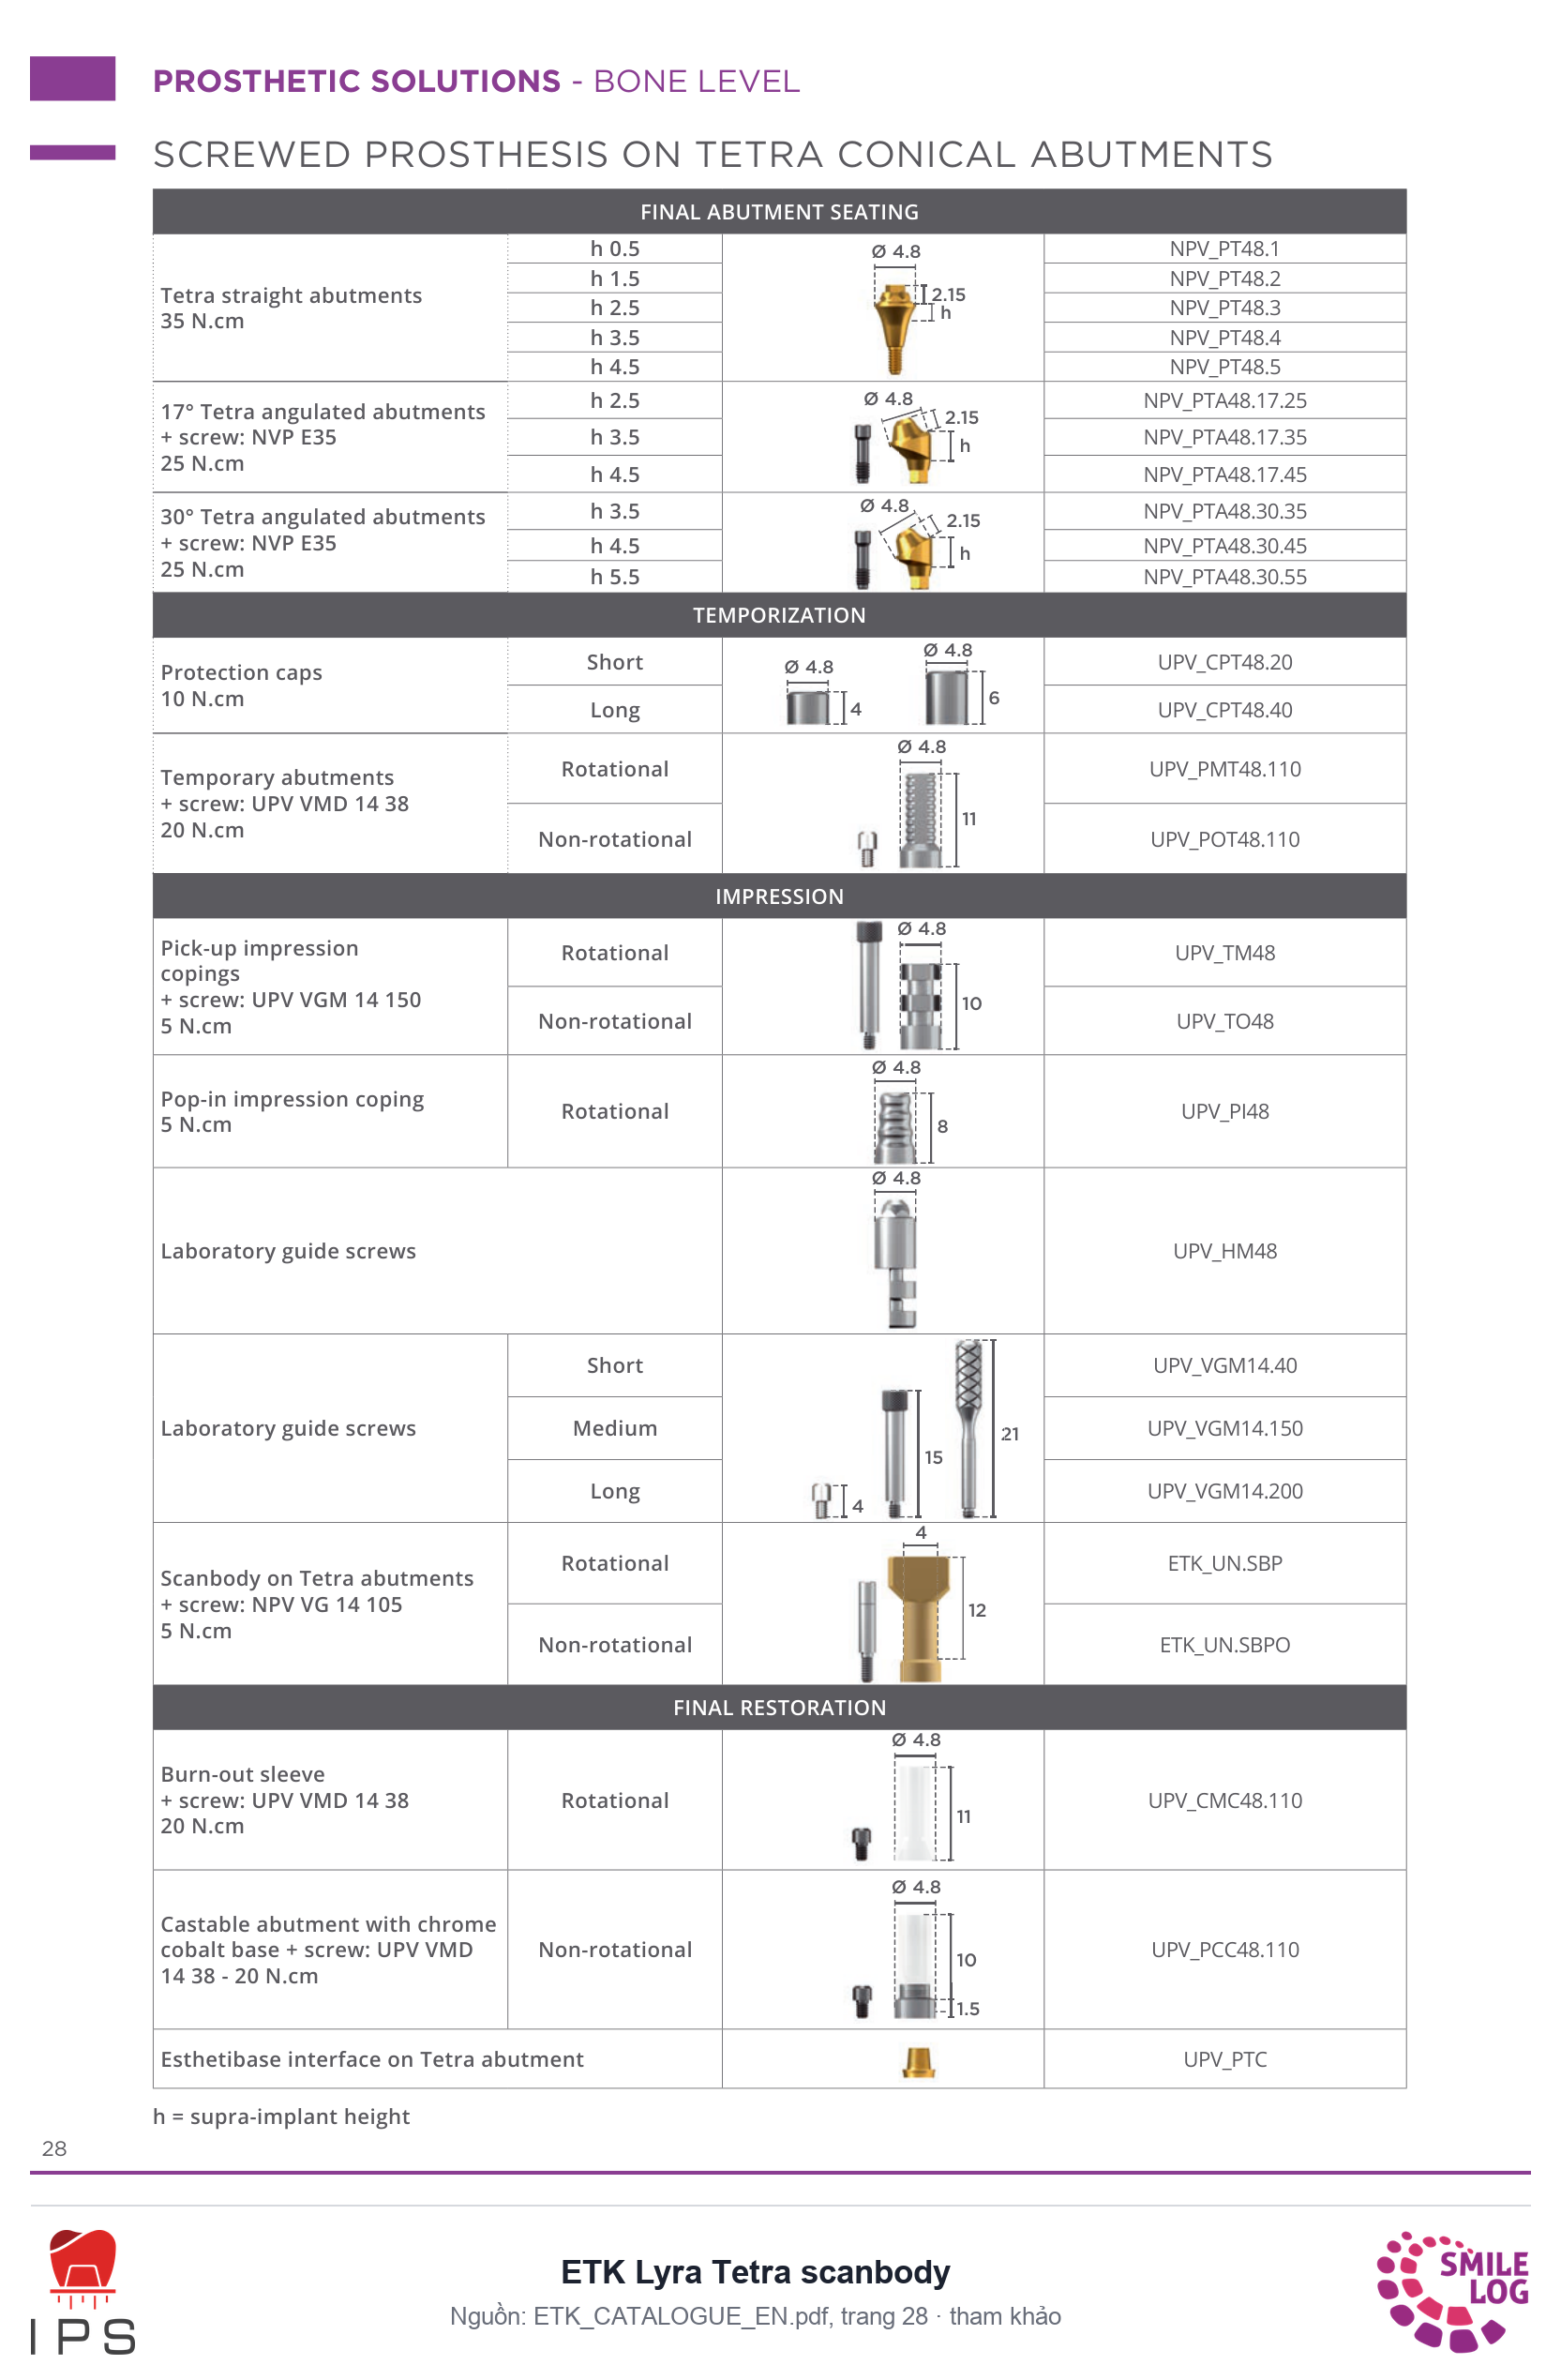 PROSTHETIC SOLUTIONS - BONE LEVEL
SCREWED PROSTHESIS ON TETRA CONICAL ABUTMENTS
FINAL ABUTMENT SEATING
Tetra straight abutments
35 N.cm
h 0.5
h 1.5
h 2.5
h 3.5
h 4.5
Ø 4.8
2.15
h
NPV_PT48.1
NPV_PT48.2
NPV_PT48.3
NPV_PT48.4
NPV_PT48.5
17° Tetra angulated abutments
+ screw: NVP E35
25 N.cm
h 2.5
h 3.5
h 4.5
Ø 4.8
2.15
h
NPV_PTA48.17.25
NPV_PTA48.17.35
NPV_PTA48.17.45
30° Tetra angulated abutments
+ screw: NVP E35
25 N.cm
h 3.5
h 4.5
h 5.5
Ø 4.8
2.15
h
NPV_PTA48.30.35
NPV_PTA48.30.45
NPV_PTA48.30.55
TEMPORIZATION
Protection caps
10 N.cm
Short
Long
Ø 4.8
4
Ø 4.8
6
UPV_CPT48.20
UPV_CPT48.40
Temporary abutments
+ screw: UPV VMD 14 38
20 N.cm
Rotational
Non-rotational
Ø 4.8
11
UPV_PMT48.110
UPV_POT48.110
IMPRESSION
Pick-up impression
copings
+ screw: UPV VGM 14 150
5 N.cm
Rotational
Non-rotational
Ø 4.8
10
UPV_TM48
UPV_TO48
Pop-in impression coping
5 N.cm
Rotational
Ø 4.8
8
UPV_PI48
Laboratory guide screws
Ø 4.8
UPV_HM48
Laboratory guide screws
Short
Medium
Long
4
15
21
UPV_VGM14.40
UPV_VGM14.150
UPV_VGM14.200
Scanbody on Tetra abutments
+ screw: NPV VG 14 105
5 N.cm
Rotational
Non-rotational
4
12
ETK_UN.SBP
ETK_UN.SBPO
FINAL RESTORATION
Burn-out sleeve
+ screw: UPV VMD 14 38
20 N.cm
Rotational
Ø 4.8
11
UPV_CMC48.110
Castable abutment with chrome
cobalt base + screw: UPV VMD
14 38 - 20 N.cm
Non-rotational
Ø 4.8
10
1.5
UPV_PCC48.110
Esthetibase interface on Tetra abutment
UPV_PTC
h = supra-implant height
28
IPS
ETK Lyra Tetra scanbody
Nguồn: ETK_CATALOGUE_EN.pdf, trang 28 · tham khảo
SMILE
LOG